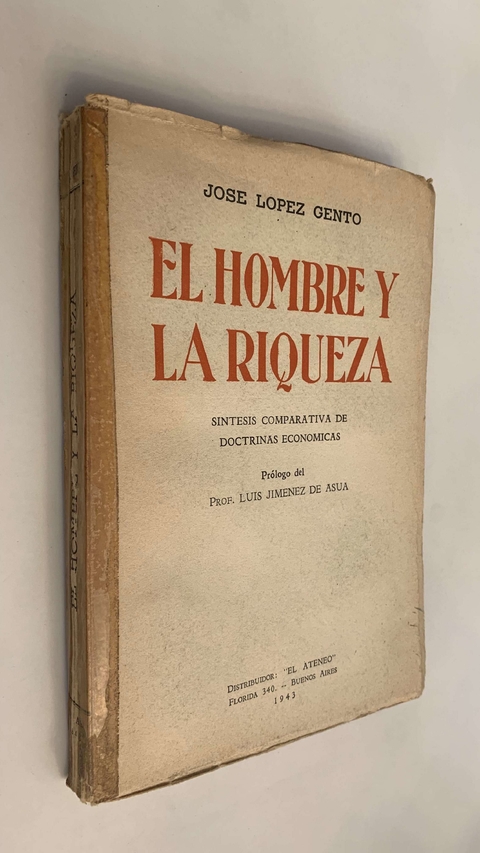 JOSE LOPEZ GENTO
EL HOMBRE Y
LA RIQUEZA
SINTESIS COMPARATIVA DE
DOCTRINAS ECONOMICAS
Prólogo del
PROF. LUIS JIMENEZ DE ASUA
DISTRIBUIDOR: "EL ATENEO"
FLORIDA 340. – BUENOS AIRES
1943
EL HOMBRE Y LA RIQUEZA